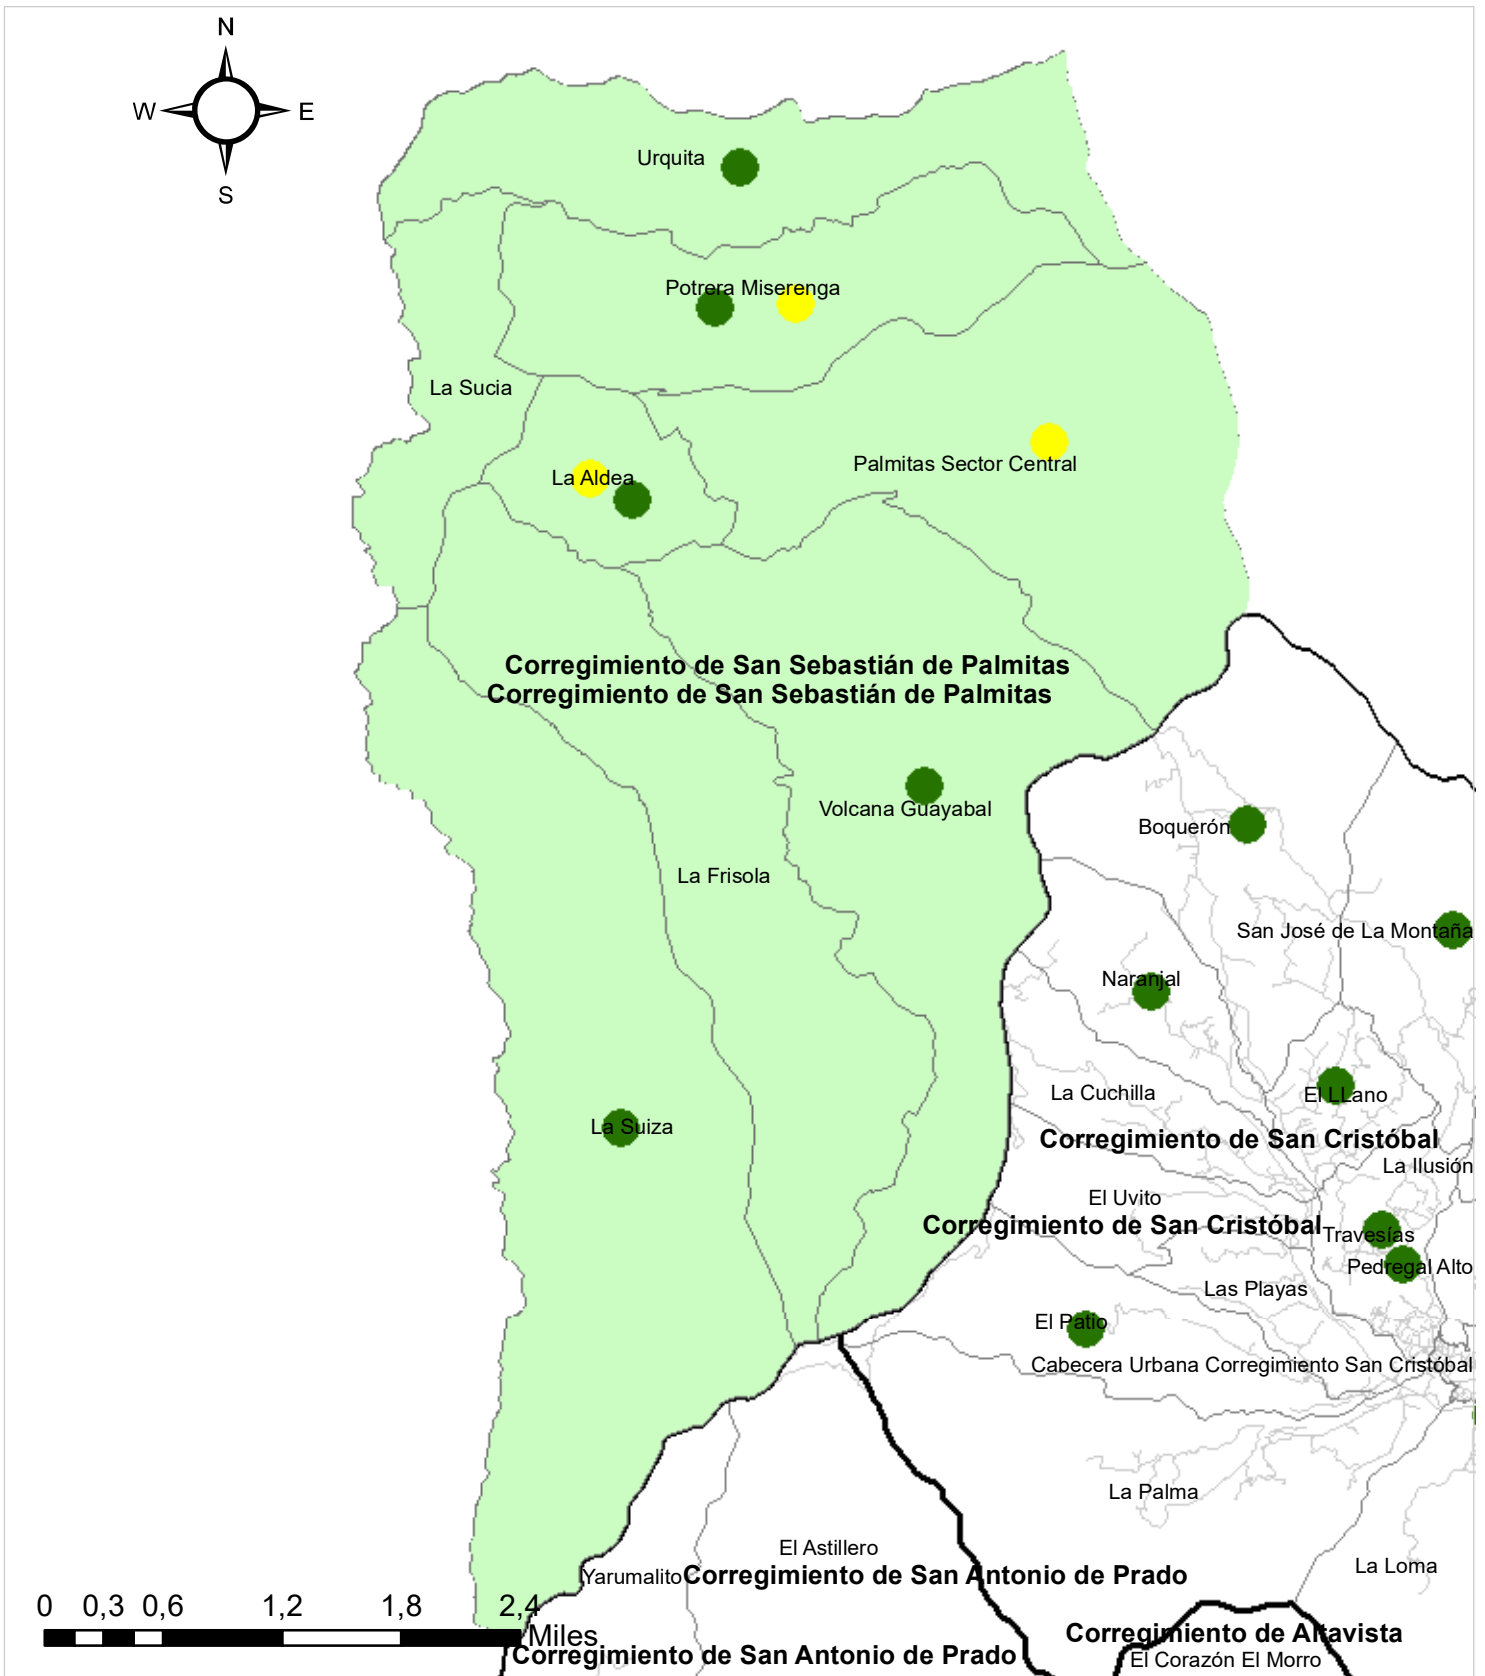 N
W E
S
Urquita
Potrera Miserenga
La Sucia
Palmitas Sector Central
La Aldea
Corregimiento de San Sebastián de Palmitas
Corregimiento de San Sebastián de Palmitas
Volcana Guayabal
Boquerón
La Frisola
San José de La Montaña
Naranjal
La Cuchilla
El LLano
La Suiza
Corregimiento de San Cristóbal
La Ilusión
El Uvito
Corregimiento de San Cristóbal
Travesías
Pedregal Alto
Las Playas
El Patio
Cabecera Urbana Corregimiento San Cristóbal
La Palma
El Astillero
La Loma
Yarumalito
Corregimiento de San Antonio de Prado
0 0,3 0,6 1,2 1,8 2,4
Miles
Corregimiento de Altavista
Corregimiento de San Antonio de Prado
El Corazón El Morro